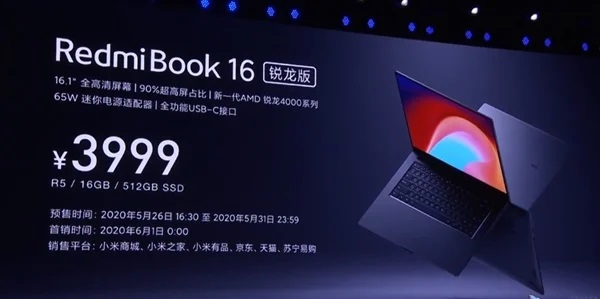 RedmiBook 16 锐龙版
16.1" 全高清屏幕 | 90%超高屏占比 | 新一代AMD 锐龙4000系列
65W 迷你电源适配器 | 全功能USB-C接口
¥3999
R5 / 16GB / 512GB SSD
预售时间：2020年5月26日 16:30 至 2020年5月31日 23:59
首销时间：2020年6月1日 0:00
销售平台：小米商城、小米之家、小米有品、京东、天猫、苏宁易购